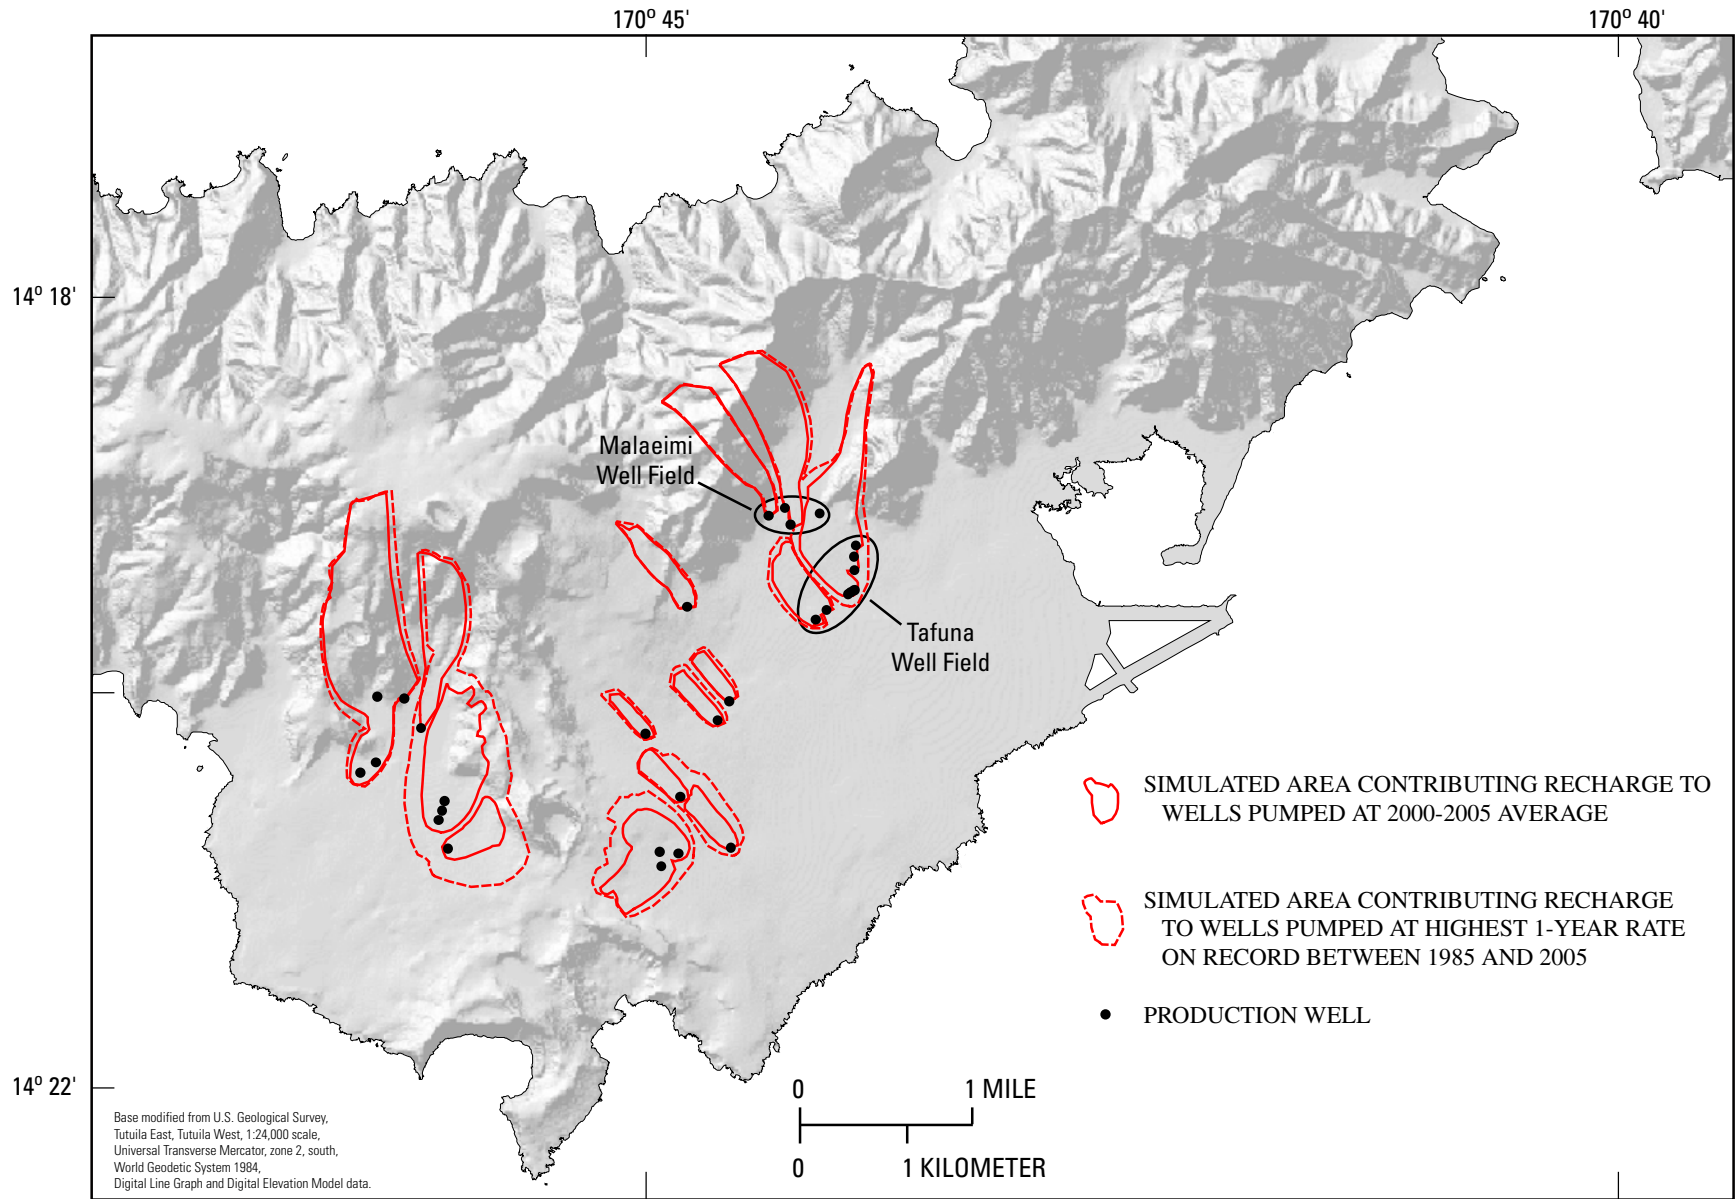 170° 45'
170° 40'
14° 18'
Malaeimi
Well Field
Tafuna
Well Field
SIMULATED AREA CONTRIBUTING RECHARGE TO
WELLS PUMPED AT 2000-2005 AVERAGE
SIMULATED AREA CONTRIBUTING RECHARGE
TO WELLS PUMPED AT HIGHEST 1-YEAR RATE
ON RECORD BETWEEN 1985 AND 2005
PRODUCTION WELL
14° 22'
0
1 MILE
0
1 KILOMETER
Base modified from U.S. Geological Survey,
Tutuila East, Tutuila West, 1:24,000 scale,
Universal Transverse Mercator, zone 2, south,
World Geodetic System 1984,
Digital Line Graph and Digital Elevation Model data.